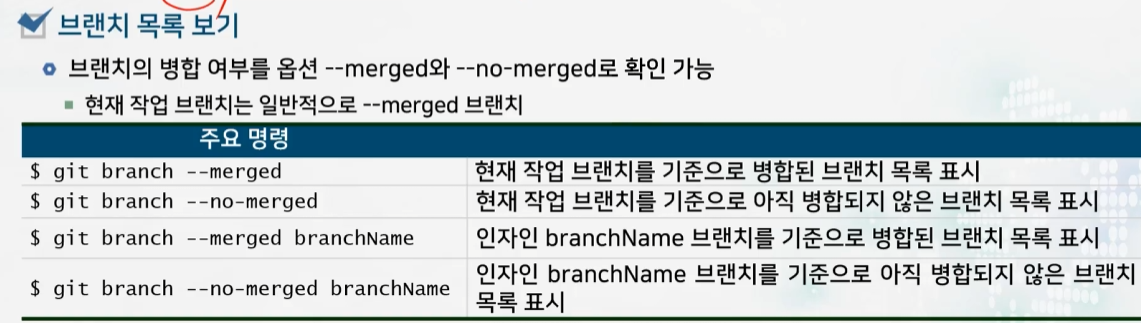 브랜치 목록 보기
브랜치의 병합 여부를 옵션 --merged와 --no-merged로 확인 가능
현재 작업 브랜치는 일반적으로 --merged 브랜치
주요 명령
$ git branch --merged 현재 작업 브랜치를 기준으로 병합된 브랜치 목록 표시
$ git branch --no-merged 현재 작업 브랜치를 기준으로 아직 병합되지 않은 브랜치 목록 표시
$ git branch --merged branchName 인자인 branchName 브랜치를 기준으로 병합된 브랜치 목록 표시
$ git branch --no-merged branchName 인자인 branchName 브랜치를 기준으로 아직 병합되지 않은 브랜치
목록 표시